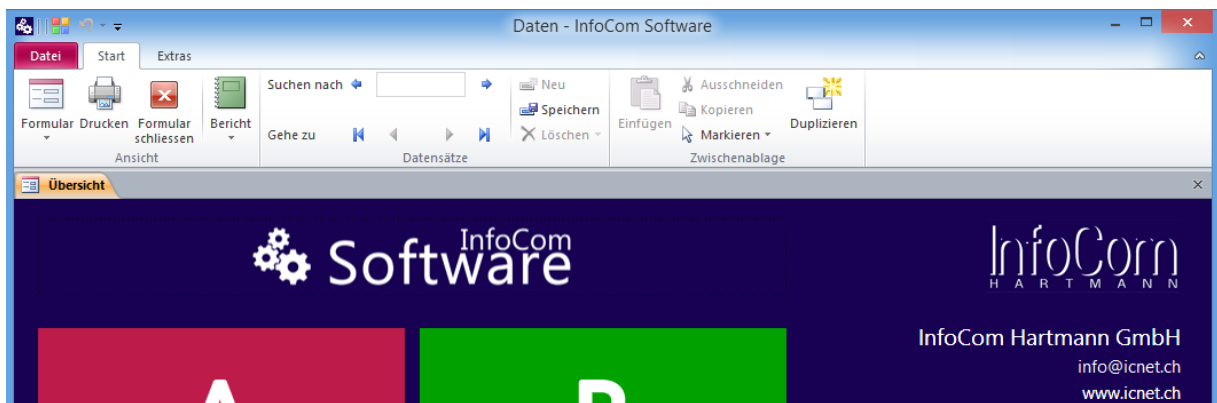 Daten - InfoCom Software
Datei Start Extras
Formular Drucken Formular schliessen Bericht
Ansicht
Suchen nach
Gehe zu
Neu
Speichern
Löschen
Datensätze
Einfügen
Ausschneiden
Kopieren
Markieren
Duplizieren
Zwischenablage
Übersicht
InfoCom
Software
InfoCom
HARTMANN
InfoCom Hartmann GmbH
info@icnet.ch
www.icnet.ch